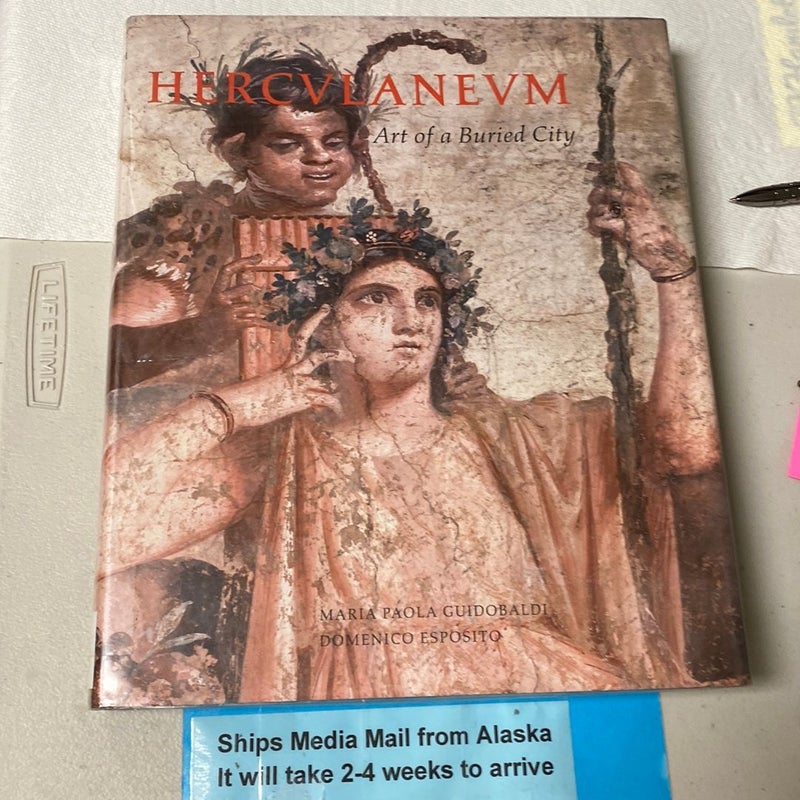 HERCVLANEVM
Art of a Buried City
LIFETIME
MARIA PAOLA GUIDOBALDI
DOMENICO ESPOSITO
Ships Media Mail from Alaska
It will take 2-4 weeks to arrive